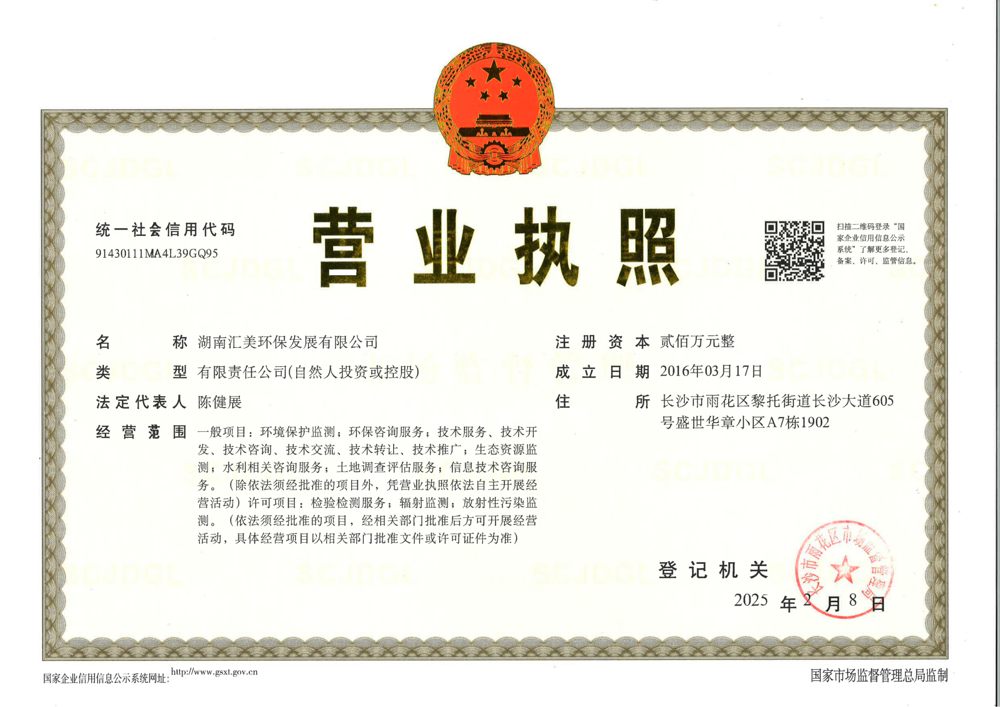 营业执照
统一社会信用代码
91430111MA4L39GQ95
扫描二维码登录“国
家企业信用信息公示
系统”了解更多登记、
备案、许可、监管信息。
名称 湖南汇美环保发展有限公司
类型 有限责任公司(自然人投资或控股)
法定代表人 陈健展
经营范围 一般项目：环境保护监测；环保咨询服务；技术服务、技术开
发、技术咨询、技术交流、技术转让、技术推广；生态资源监
测；水利相关咨询服务；土地调查评估服务；信息技术咨询服
务。（除依法须经批准的项目外，凭营业执照依法自主开展经
营活动）许可项目：检验检测服务；辐射监测；放射性污染监
测。（依法须经批准的项目，经相关部门批准后方可开展经营
活动，具体经营项目以相关部门批准文件或许可证件为准）
注册资本 贰佰万元整
成立日期 2016年03月17日
住所 长沙市雨花区黎托街道长沙大道605
号盛世华章小区A7栋1902
登记机关
长沙市雨花区市场监督管理局
2025 年 2 月 8 日
国家企业信用信息公示系统网址：http://www.gsxt.gov.cn
国家市场监督管理总局监制
SCJDGL